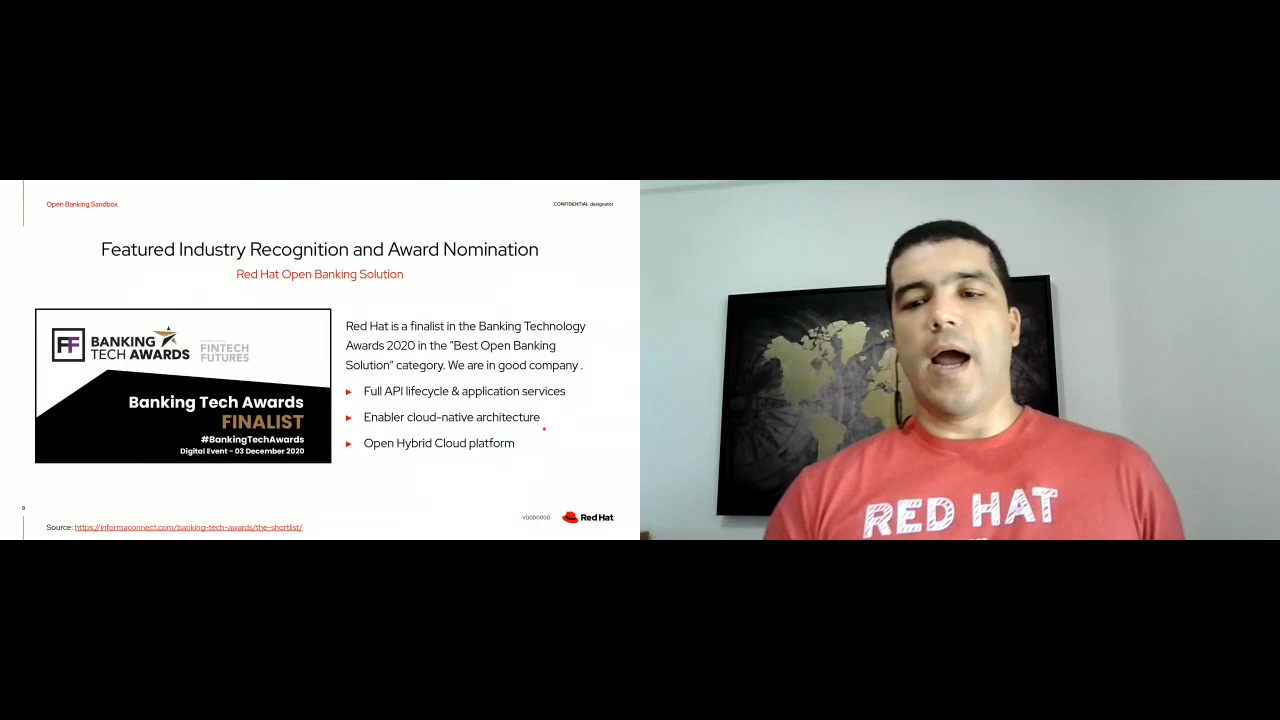 Open Banking Sandbox
CONFIDENTIAL designator
Featured Industry Recognition and Award Nomination
Red Hat Open Banking Solution
FF BANKING
TECH AWARDS
FINTECH
FUTURES
Banking Tech Awards
FINALIST
#BankingTechAwards
Digital Event – 03 December 2020
Red Hat is a finalist in the Banking Technology
Awards 2020 in the "Best Open Banking
Solution" category. We are in good company .
▸ Full API lifecycle & application services
▸ Enabler cloud-native architecture
▸ Open Hybrid Cloud platform
9
Source: https://informaconnect.com/banking-tech-awards/the-shortlist/
V0000000
Red Hat
RED HAT